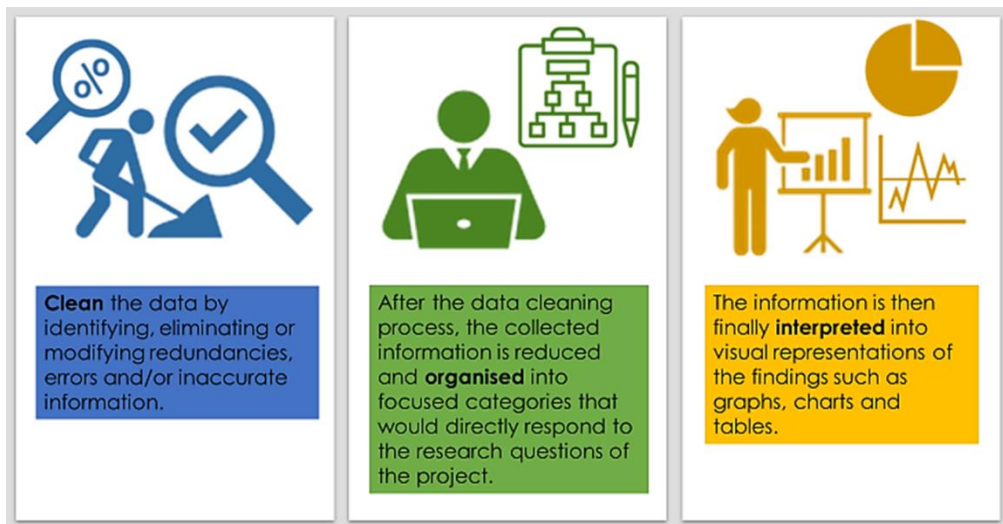 %
Clean the data by
identifying, eliminating or
modifying redundancies,
errors and/or inaccurate
information.
After the data cleaning
process, the collected
information is reduced
and organised into
focused categories that
would directly respond to
the research questions of
the project.
The information is then
finally interpreted into
visual representations of
the findings such as
graphs, charts and
tables.